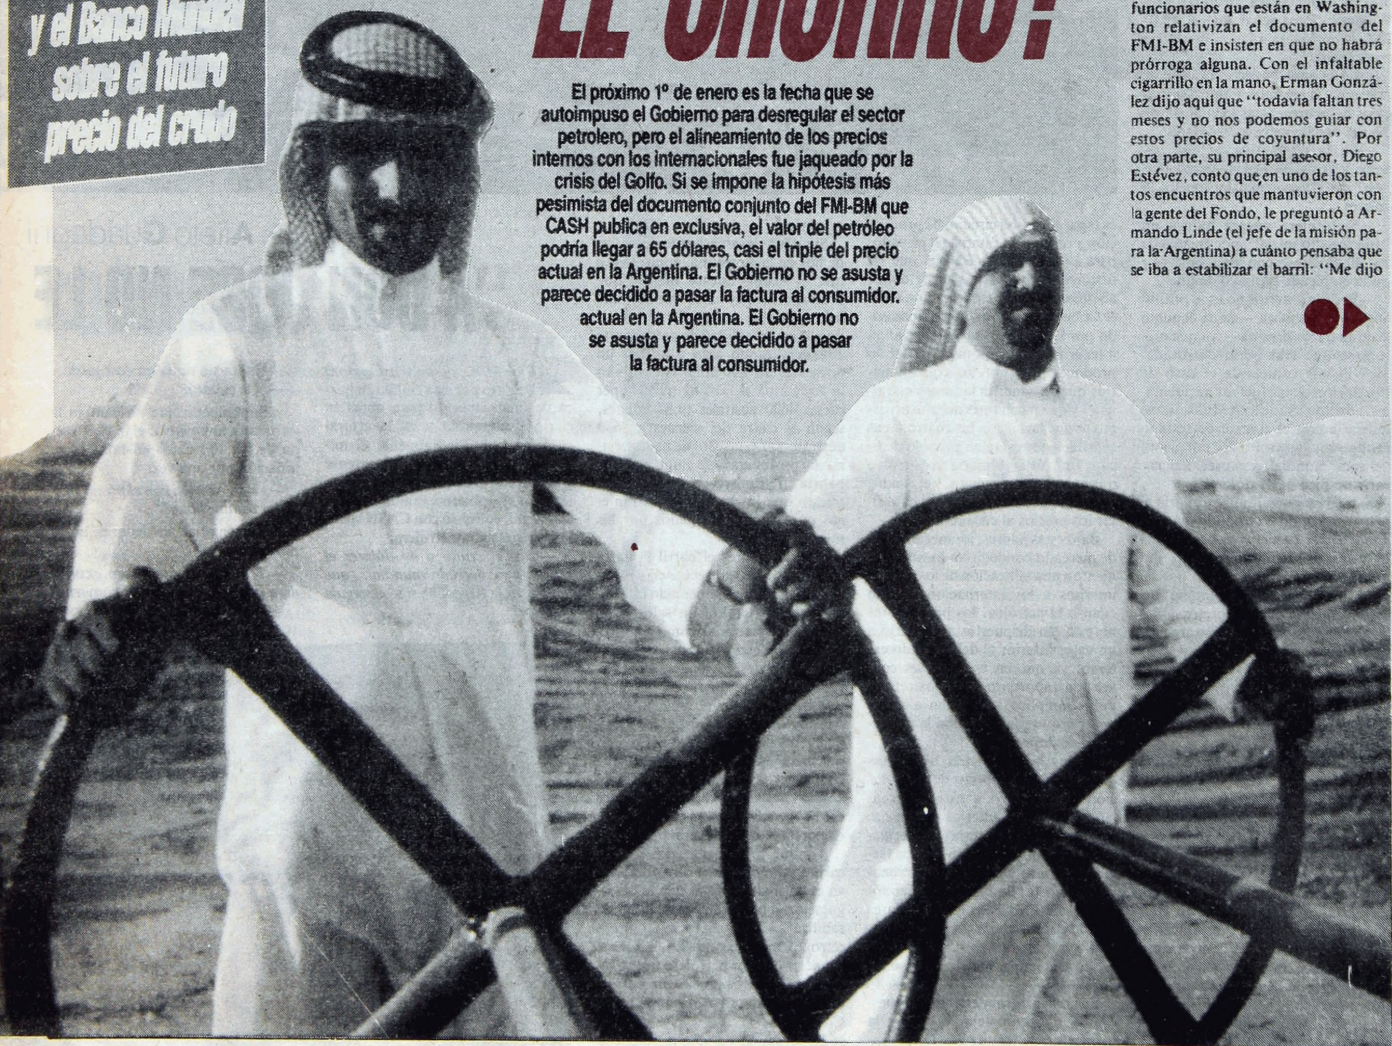 y el Banco Mundial
sobre el futuro
precio del crudo
EL CHORRO?
El próximo 1º de enero es la fecha que se
autoimpuso el Gobierno para desregular el sector
petrolero, pero el alineamiento de los precios
internos con los internacionales fue jaqueado por la
crisis del Golfo. Si se impone la hipótesis más
pesimista del documento conjunto del FMI-BM que
CASH publica en exclusiva, el valor del petróleo
podría llegar a 65 dólares, casi el triple del precio
actual en la Argentina. El Gobierno no se asusta y
parece decidido a pasar la factura al consumidor.
actual en la Argentina. El Gobierno no
se asusta y parece decidido a pasar
la factura al consumidor.
funcionarios que están en Washing-
ton relativizan el documento del
FMI-BM e insisten en que no habrá
prórroga alguna. Con el infaltable
cigarrillo en la mano, Erman Gonzá-
lez dijo aquí que “todavía faltan tres
meses y no nos podemos guiar con
estos precios de coyuntura”. Por
otra parte, su principal asesor, Diego
Estévez, contó que en uno de los tan-
tos encuentros que mantuvieron con
la gente del Fondo, le preguntó a Ar-
mando Linde (el jefe de la misión pa-
ra la Argentina) a cuánto pensaba que
se iba a estabilizar el barril: “Me dijo